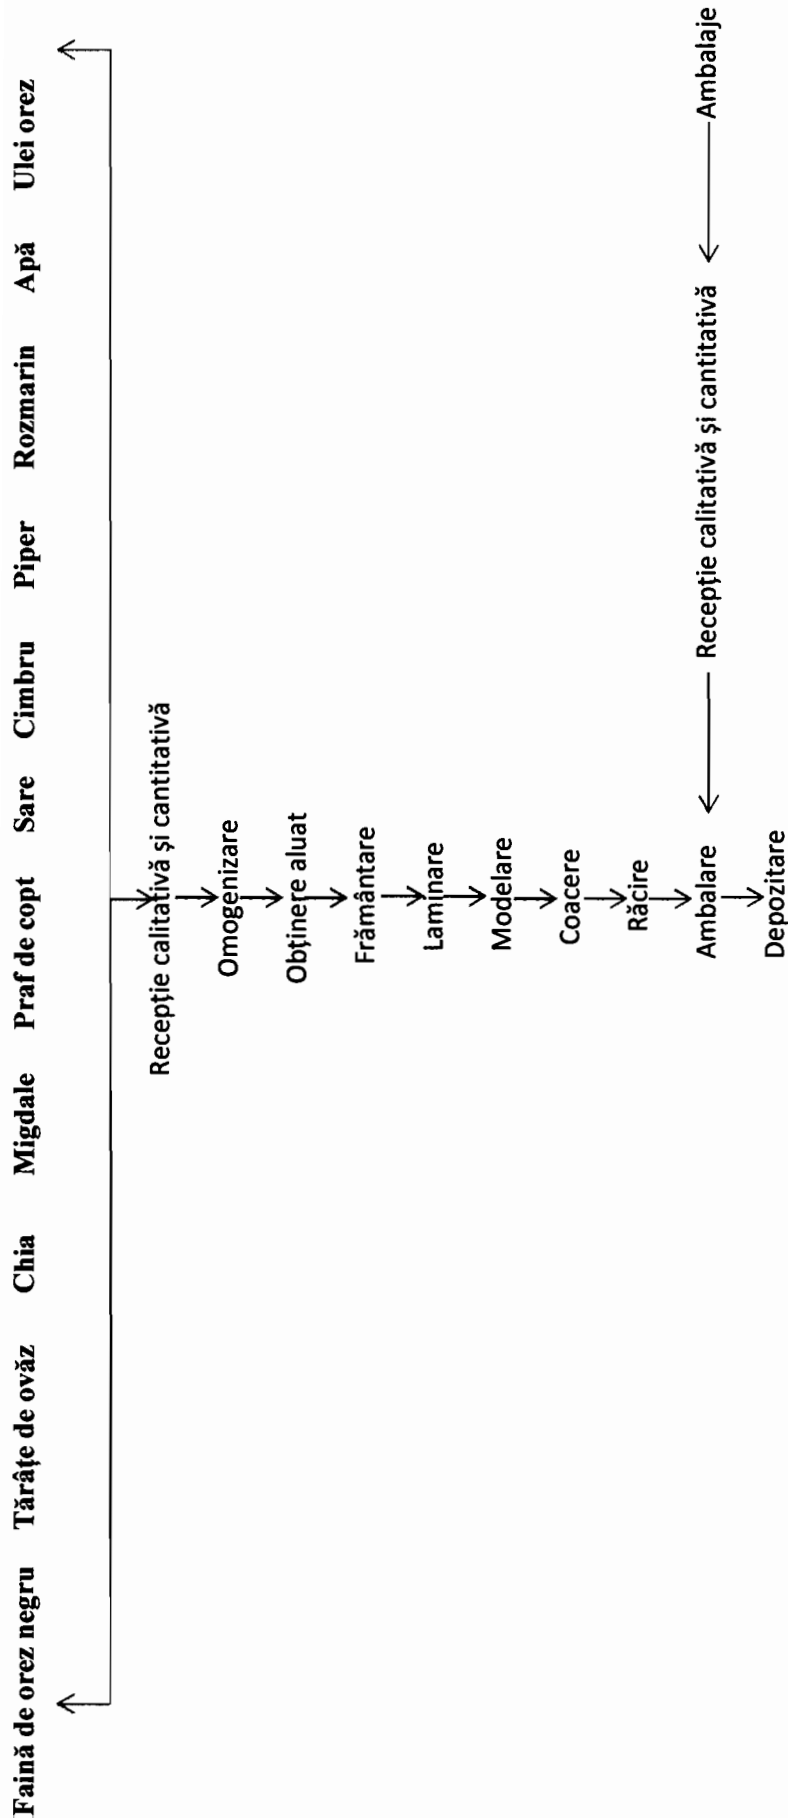 Faină de orez negru Tărâțe de ovăz Chia Migdale Praf de copt Sare Cimbru Piper Rozmarin Apă Ulei orez
Recepție calitativă și cantitativă
Omogenizare
Obținere aluat
Frământare
Laminare
Modelare
Coacere
Răcire
Ambalare Recepție calitativă și cantitativă Ambalaje
Depozitare